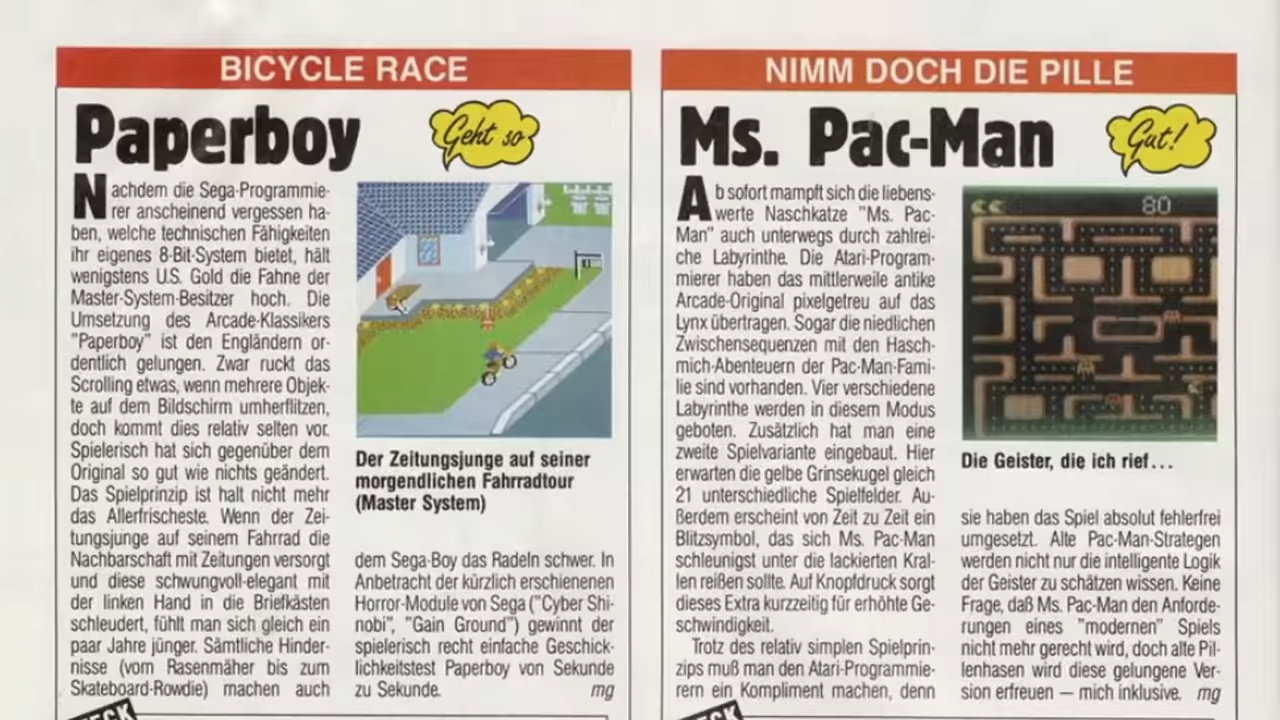 BICYCLE RACE
Paperboy
Geht so
Nachdem die Sega-Programmie-
rer anscheinend vergessen ha-
ben, welche technischen Fähigkeiten
ihr eigenes 8-Bit-System bietet, hält
wenigstens U.S. Gold die Fahne der
Master-System-Besitzer hoch. Die
Umsetzung des Arcade-Klassikers
"Paperboy" ist den Engländern or-
dentlich gelungen. Zwar ruckt das
Scrolling etwas, wenn mehrere Objek-
te auf dem Bildschirm umherflitzen,
doch kommt dies relativ selten vor.
Spielerisch hat sich gegenüber dem
Original so gut wie nichts geändert.
Das Spielprinzip ist halt nicht mehr
das Allerfrischeste. Wenn der Zei-
tungsjunge auf seinem Fahrrad die
Nachbarschaft mit Zeitungen versorgt
und diese schwungvoll-elegant mit
der linken Hand in die Briefkästen
schleudert, fühlt man sich gleich ein
paar Jahre jünger. Sämtliche Hinder-
nisse (vom Rasenmäher bis zum
Skateboard-Rowdie) machen auch
Der Zeitungsjunge auf seiner
morgendlichen Fahrradtour
(Master System)
dem Sega-Boy das Radeln schwer. In
Anbetracht der kürzlich erschienenen
Horror-Module von Sega ("Cyber Shi-
nobi", "Gain Ground") gewinnt der
spielerisch recht einfache Geschick-
lichkeitstest Paperboy von Sekunde
zu Sekunde. mg
NIMM DOCH DIE PILLE
Ms. Pac-Man
Gut!
Ab sofort mampft sich die liebens-
werte Naschkatze "Ms. Pac-
Man" auch unterwegs durch zahlrei-
che Labyrinthe. Die Atari-Program-
mierer haben das mittlerweile antike
Arcade-Original pixelgetreu auf das
Lynx übertragen. Sogar die niedlichen
Zwischensequenzen mit den Hasch-
mich-Abenteuern der Pac-Man-Fami-
lie sind vorhanden. Vier verschiedene
Labyrinthe werden in diesem Modus
geboten. Zusätzlich hat man eine
zweite Spielvariante eingebaut. Hier
erwarten die gelbe Grinsekugel gleich
21 unterschiedliche Spielfelder. Au-
ßerdem erscheint von Zeit zu Zeit ein
Blitzsymbol, das sich Ms. Pac-Man
schleunigst unter die lackierten Kral-
len reißen sollte. Auf Knopfdruck sorgt
dieses Extra kurzzeitig für erhöhte Ge-
schwindigkeit.
Trotz des relativ simplen Spielprin-
zips muß man den Atari-Programmie-
rern ein Kompliment machen, denn
80
Die Geister, die ich rief...
sie haben das Spiel absolut fehlerfrei
umgesetzt. Alte Pac-Man-Strategen
werden nicht nur die intelligente Logik
der Geister zu schätzen wissen. Keine
Frage, daß Ms. Pac-Man den Anforde-
rungen eines "modernen" Spiels
nicht mehr gerecht wird, doch alte Pil-
lenhasen wird diese gelungene Ver-
sion erfreuen — mich inklusive. mg